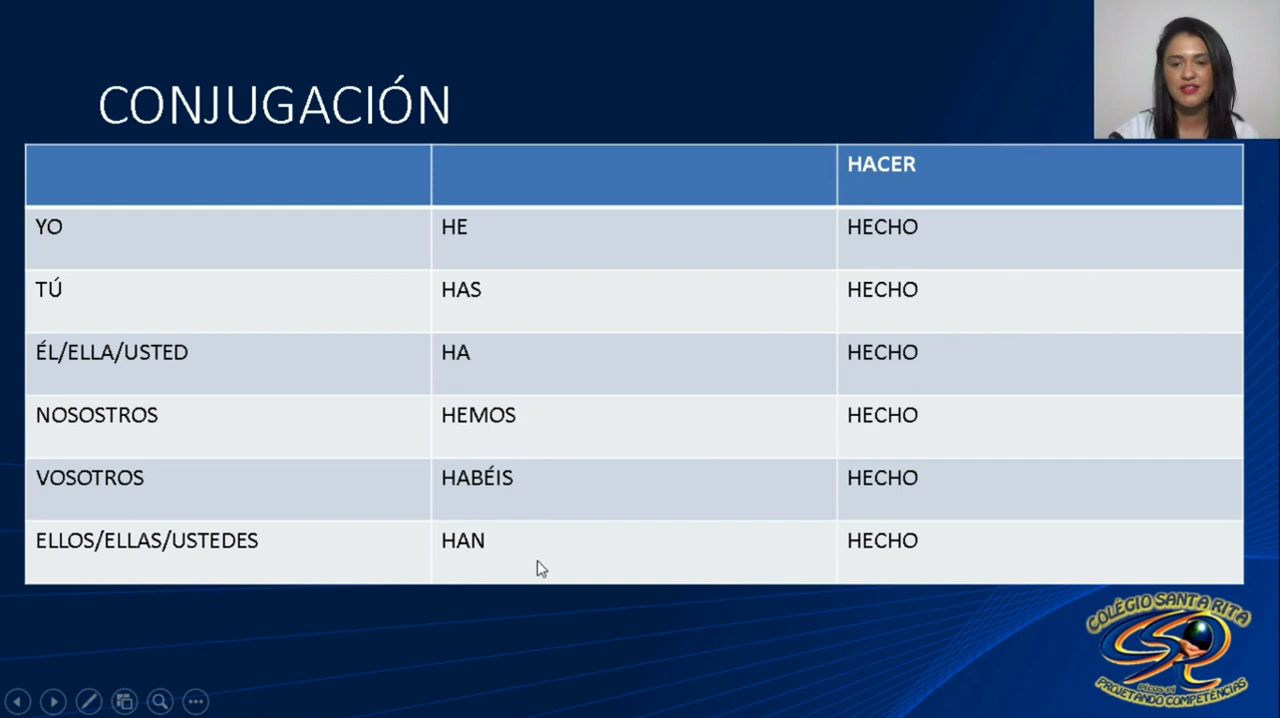 CONJUGACIÓN
HACER
YO HE HECHO
TÚ HAS HECHO
ÉL/ELLA/USTED HA HECHO
NOSOSTROS HEMOS HECHO
VOSOTROS HABÉIS HECHO
ELLOS/ELLAS/USTEDES HAN HECHO
COLÉGIO SANTA RITA
PROJETANDO COMPETÊNCIAS